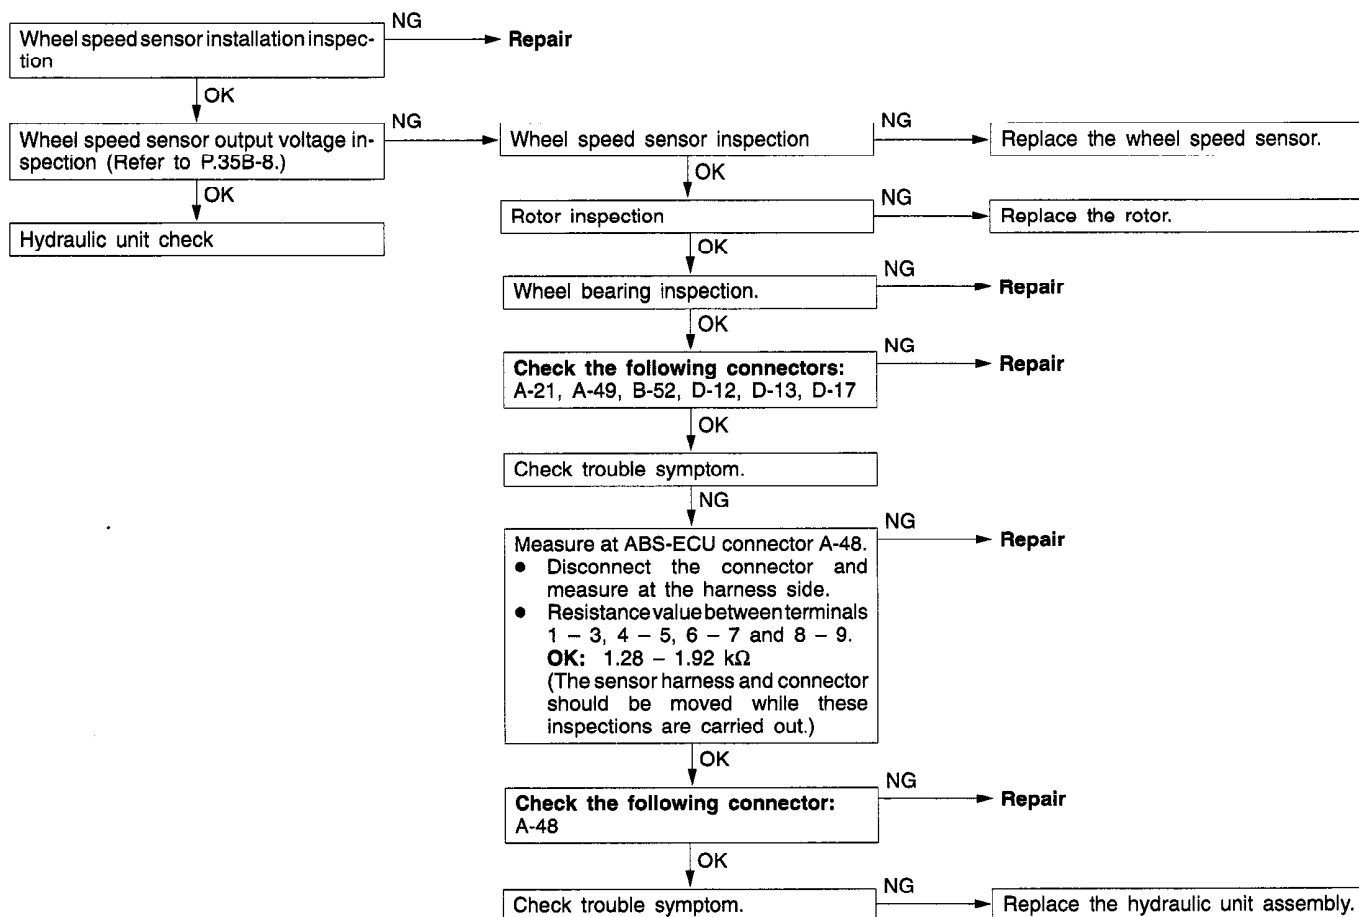 NG
Wheel speed sensor installation inspec-
tion
Repair
OK
Wheel speed sensor output voltage in-
spection (Refer to P.35B-8.)
NG
Wheel speed sensor inspection
NG
Replace the wheel speed sensor.
OK
Hydraulic unit check
OK
Rotor inspection
NG
Replace the rotor.
OK
Wheel bearing inspection.
NG
Repair
OK
Check the following connectors:
A-21, A-49, B-52, D-12, D-13, D-17
NG
Repair
OK
Check trouble symptom.
NG
Measure at ABS-ECU connector A-48.
● Disconnect the connector and
measure at the harness side.
● Resistance value between terminals
1 – 3, 4 – 5, 6 – 7 and 8 – 9.
OK: 1.28 – 1.92 kΩ
(The sensor harness and connector
should be moved while these
inspections are carried out.)
NG
Repair
OK
Check the following connector:
A-48
NG
Repair
OK
Check trouble symptom.
NG
Replace the hydraulic unit assembly.